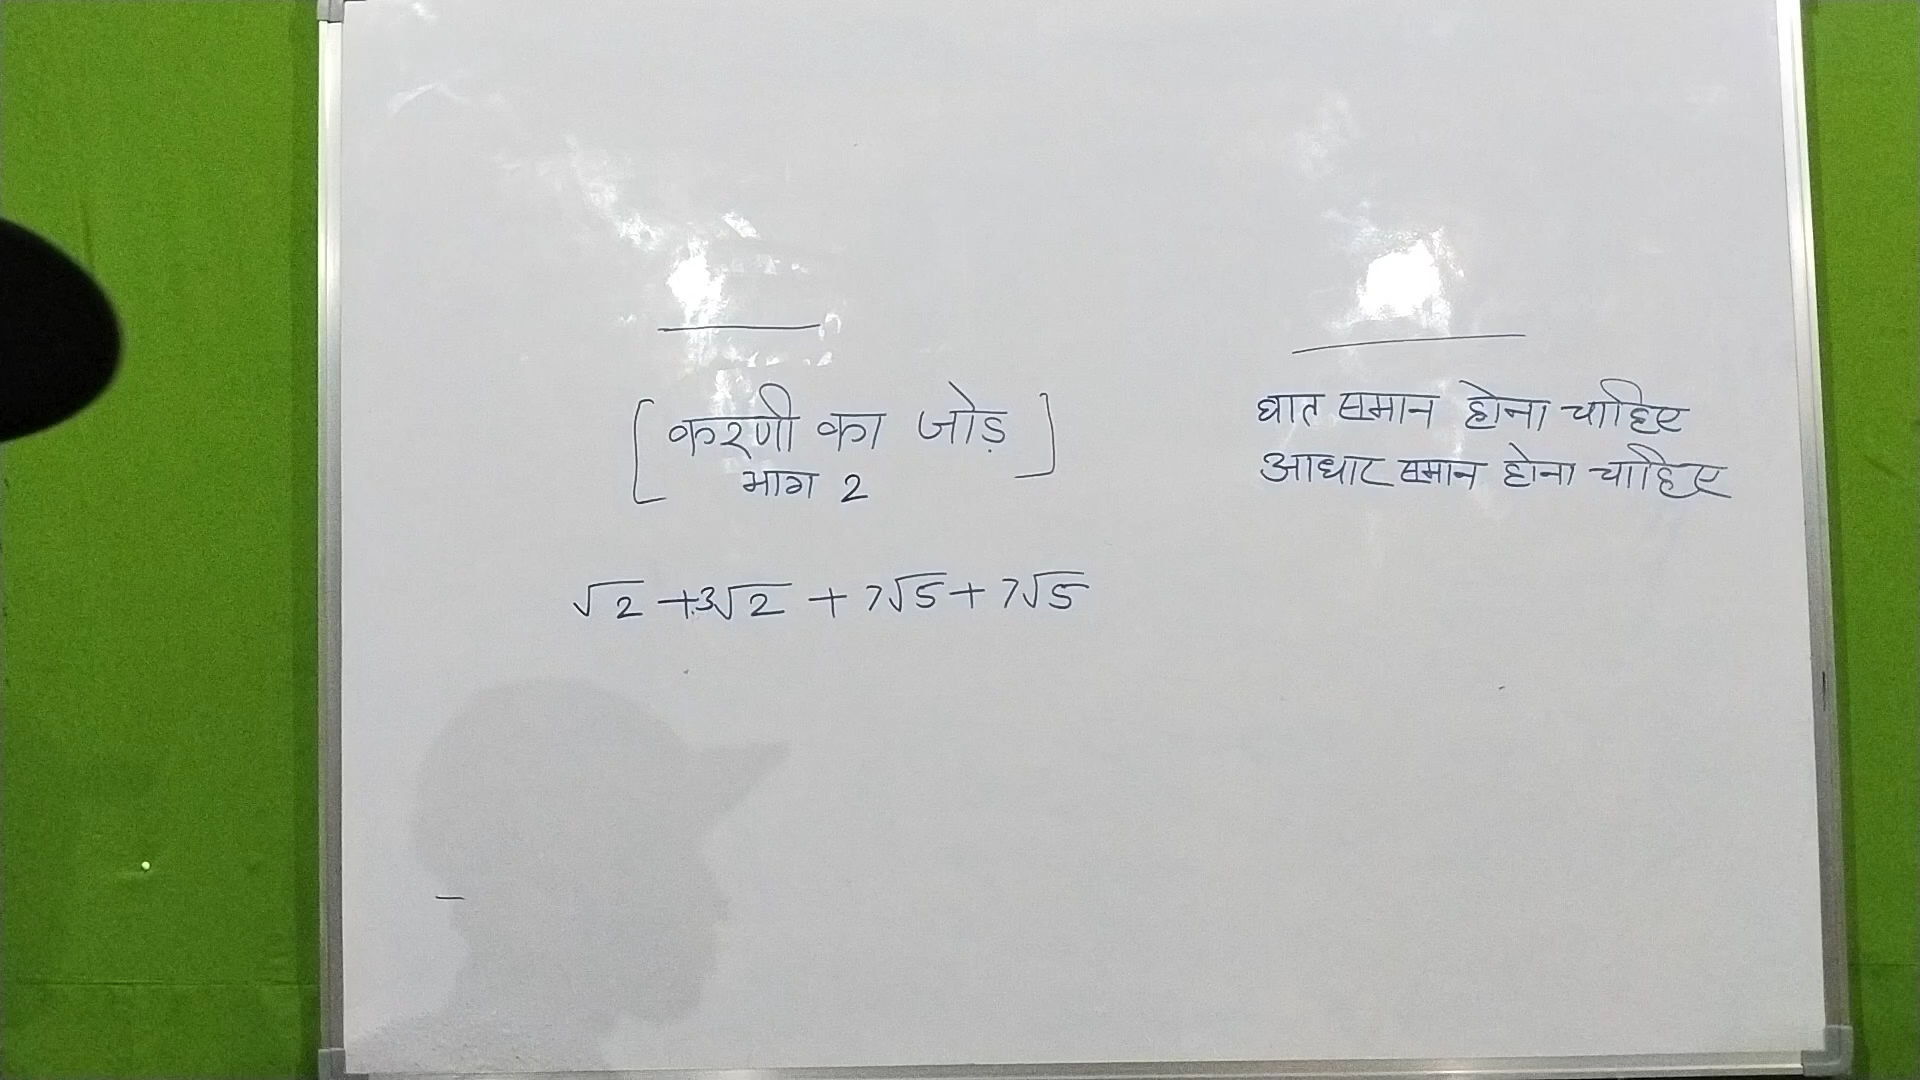 [करणी का जोड़]
भाग 2
घात समान होना चाहिए
आधार समान होना चाहिए
√2 + 3√2 + 7√5 + 7√5